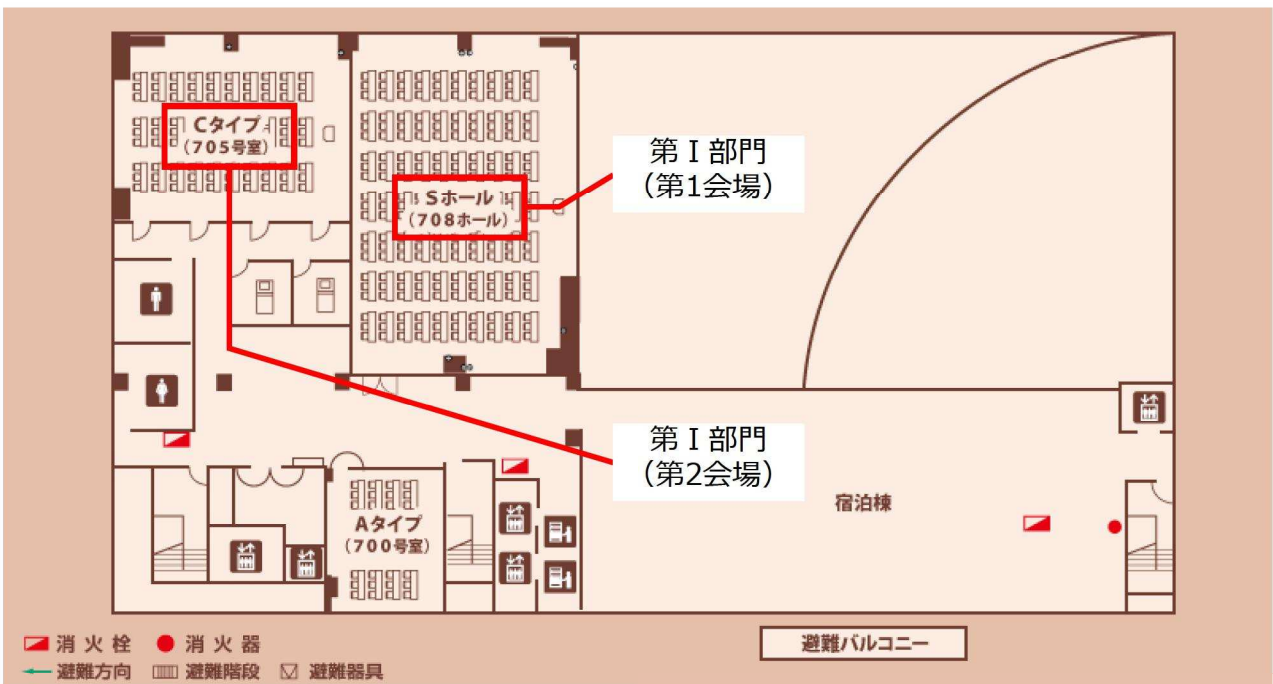 Cタイプ
(705号室)
Sホール
(708ホール)
第Ⅰ部門
(第1会場)
第Ⅰ部門
(第2会場)
宿泊棟
Aタイプ
(700号室)
避難バルコニー
消火栓
消火器
避難方向
避難階段
避難器具